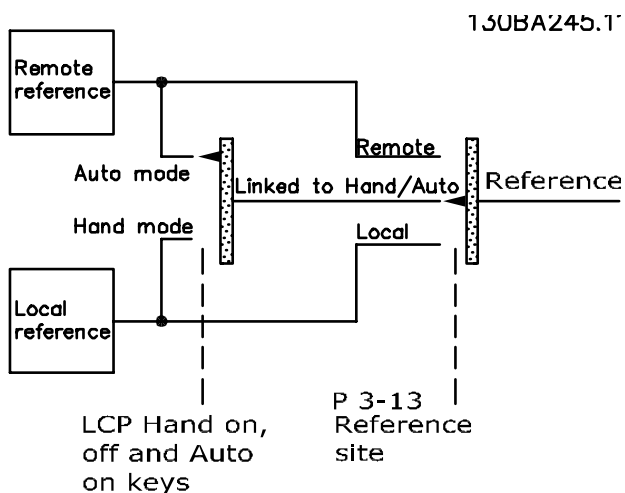 130BA245.1
Remote
reference
Remote
Auto mode
Linked to Hand/Auto
Reference
Hand mode
Local
Local
reference
P 3-13
Reference
site
LCP Hand on,
off and Auto
on keys